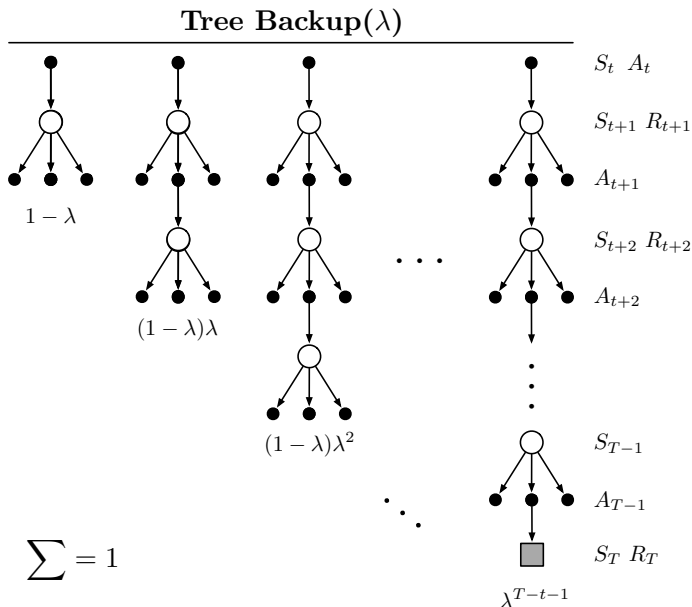 Tree Backup(λ)
S_t A_t
S_{t+1} R_{t+1}
A_{t+1}
1 − λ
S_{t+2} R_{t+2}
· · ·
A_{t+2}
(1 − λ)λ
(1 − λ)λ^2
S_{T−1}
A_{T−1}
∑ = 1
S_T R_T
λ^{T−t−1}